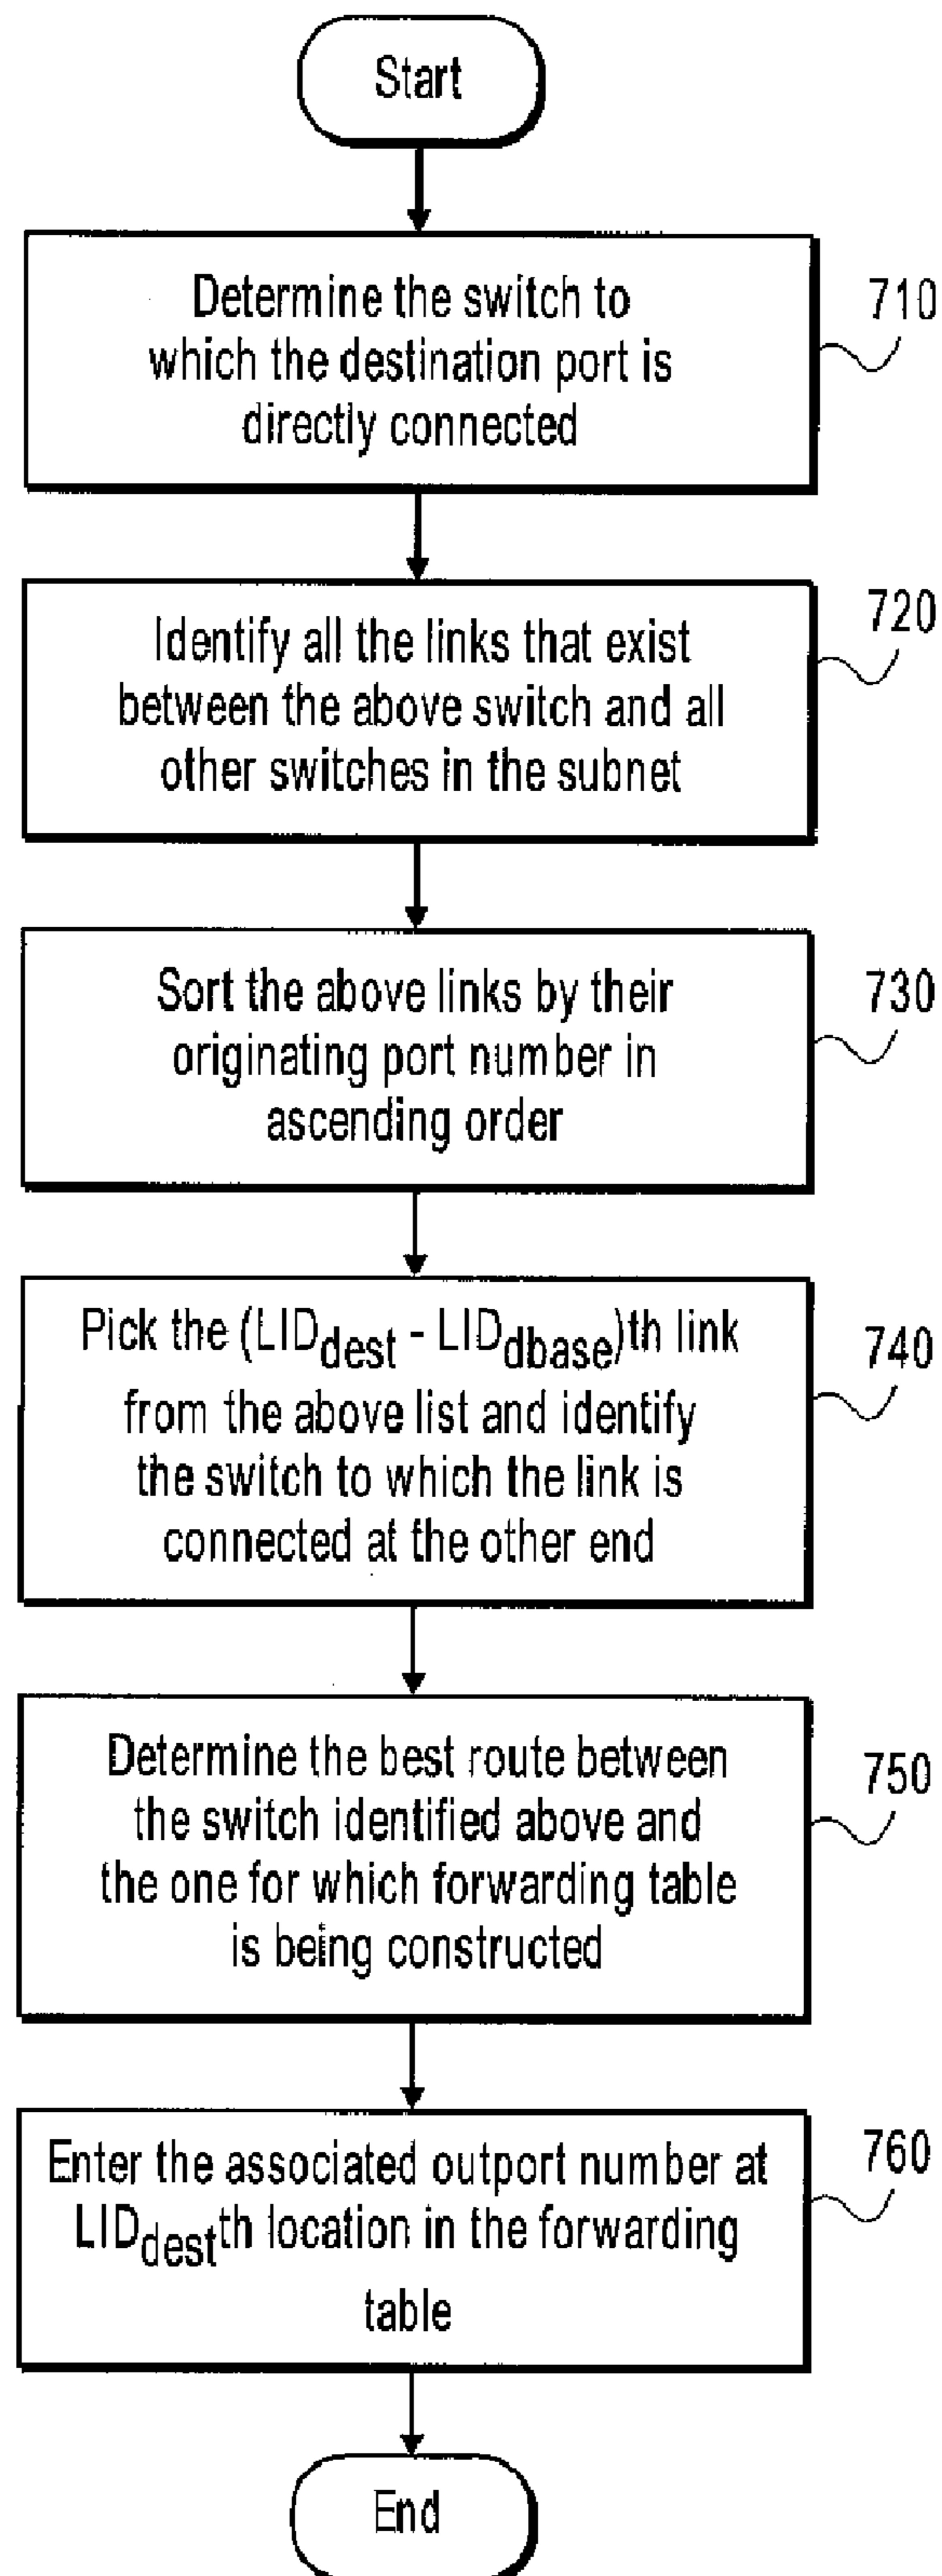 Start
Determine the switch to
which the destination port is
directly connected
710
Identify all the links that exist
between the above switch and all
other switches in the subnet
720
Sort the above links by their
originating port number in
ascending order
730
Pick the (LIDdest - LIDdbase)th link
from the above list and identify
the switch to which the link is
connected at the other end
740
Determine the best route between
the switch identified above and
the one for which forwarding table
is being constructed
750
Enter the associated outport number at
LIDdestth location in the forwarding
table
760
End